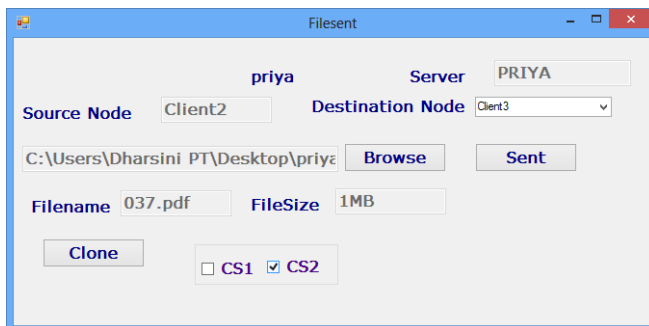 Filesent
priya Server PRIYA
Source Node Client2 Destination Node Client3
C:\Users\Dharsini PT\Desktop\priya Browse Sent
Filename 037.pdf FileSize 1MB
Clone CS1 CS2